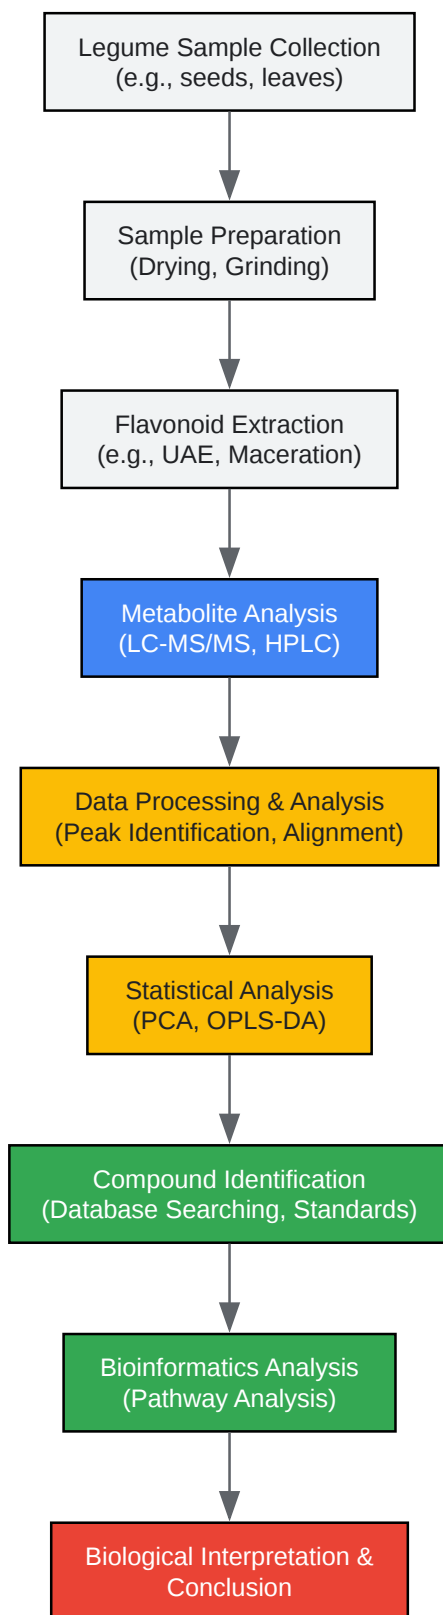 Legume Sample Collection
(e.g., seeds, leaves)
Sample Preparation
(Drying, Grinding)
Flavonoid Extraction
(e.g., UAE, Maceration)
Metabolite Analysis
(LC-MS/MS, HPLC)
Data Processing & Analysis
(Peak Identification, Alignment)
Statistical Analysis
(PCA, OPLS-DA)
Compound Identification
(Database Searching, Standards)
Bioinformatics Analysis
(Pathway Analysis)
Biological Interpretation &
Conclusion